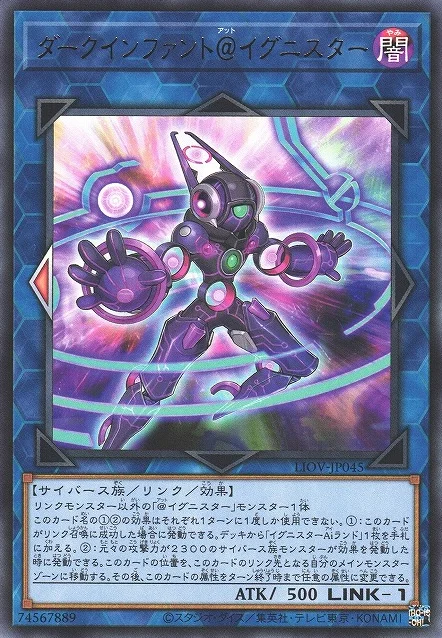 アット
ダークインファント@イグニスター
やみ
闇
LIOV-JP045
【サイバース族／リンク／効果】
リンクモンスター以外の「@イグニスター」モンスター1体
このカード名の①②の効果はそれぞれ1ターンに1度しか使用できない。①：このカード
がリンク召喚に成功した場合に発動できる。デッキから「イグニスターAiランド」1枚を手札
に加える。②：元々の攻撃力が2300のサイバース族モンスターが効果を発動した
時に発動できる。このカードの位置を、このカードのリンク先となる自分のメインモンスター
ゾーンに移動する。その後、このカードの属性をターン終了時まで任意の属性に変更できる。
ATK/ 500 LINK-1
74567889 ©スタジオ・ダイス/集英社・テレビ東京・KONAMI